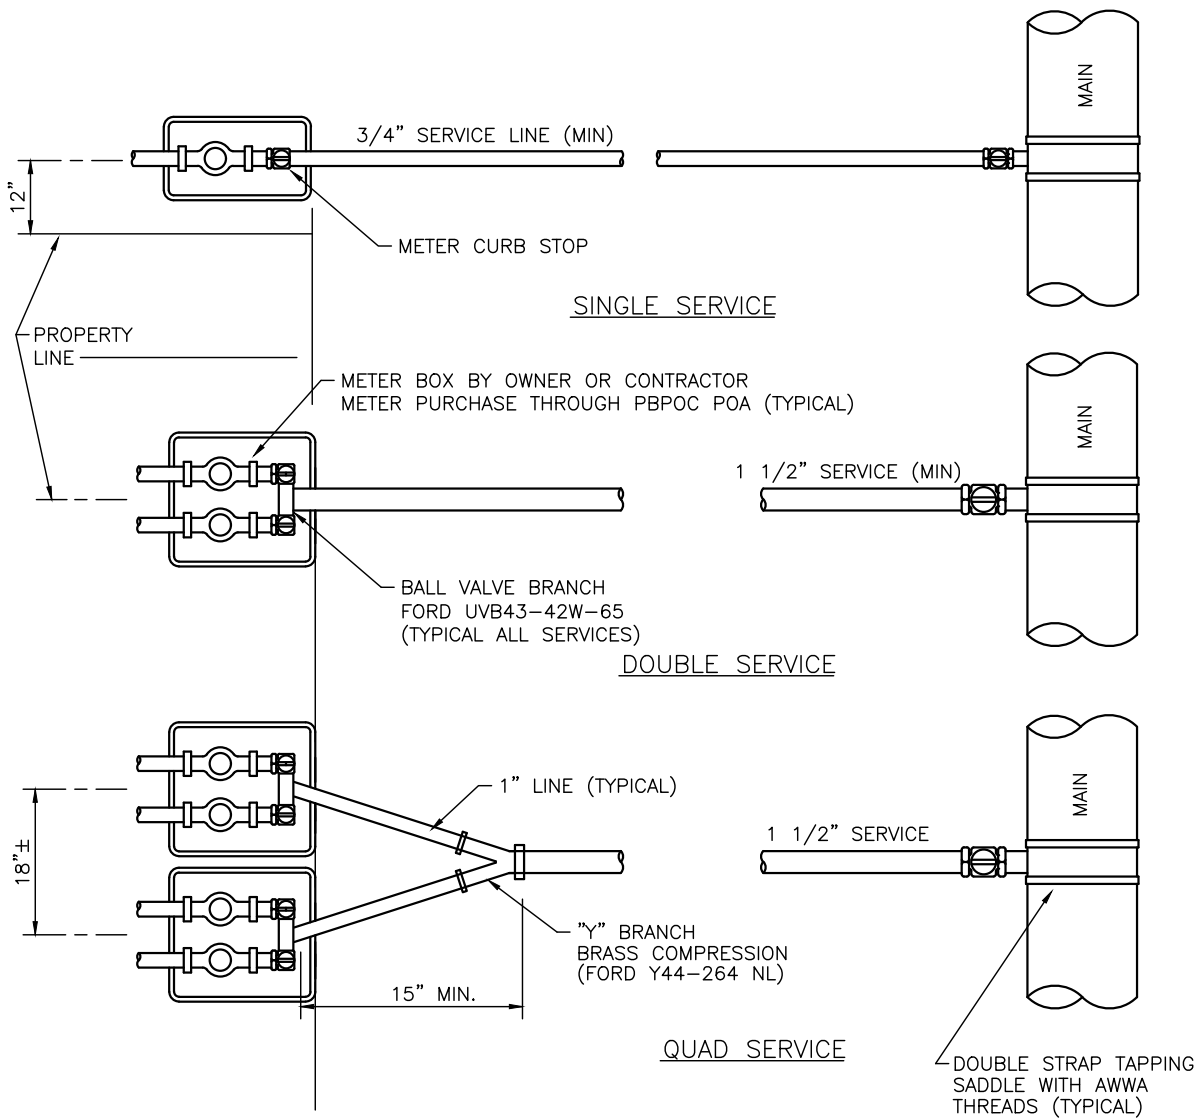 MAIN
3/4” SERVICE LINE (MIN)
12”
METER CURB STOP
SINGLE SERVICE
PROPERTY
LINE
METER BOX BY OWNER OR CONTRACTOR
METER PURCHASE THROUGH PBPOC POA (TYPICAL)
MAIN
1 1/2” SERVICE (MIN)
BALL VALVE BRANCH
FORD UVB43-42W-65
(TYPICAL ALL SERVICES)
DOUBLE SERVICE
1” LINE (TYPICAL)
MAIN
1 1/2” SERVICE
18”±
"Y" BRANCH
BRASS COMPRESSION
(FORD Y44-264 NL)
15” MIN.
QUAD SERVICE
DOUBLE STRAP TAPPING
SADDLE WITH AWWA
THREADS (TYPICAL)